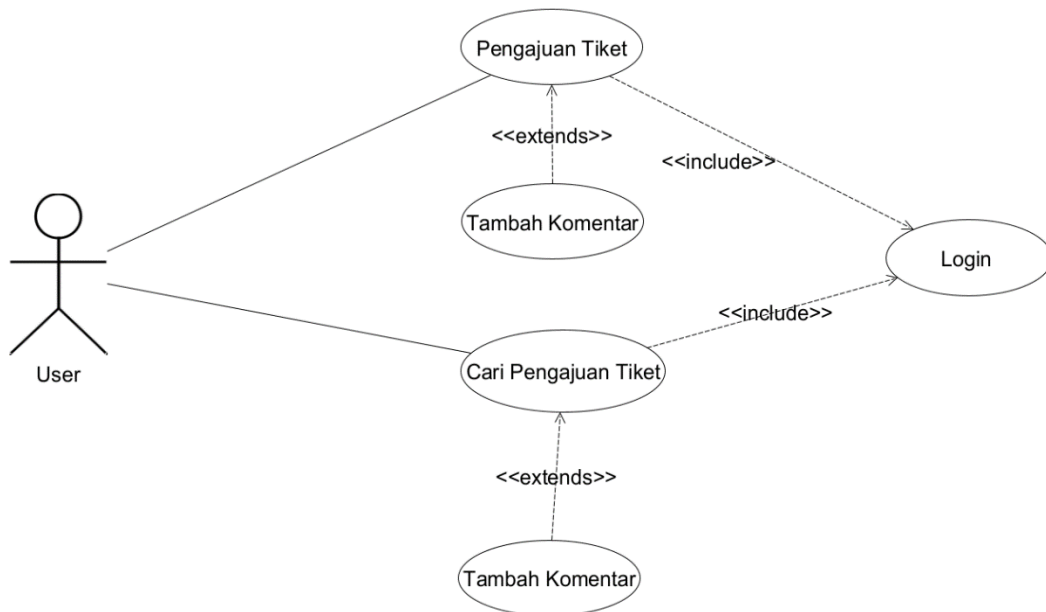 Pengajuan Tiket
<<extends>>
<<include>>
Tambah Komentar
Login
<<include>>
User
Cari Pengajuan Tiket
<<extends>>
Tambah Komentar